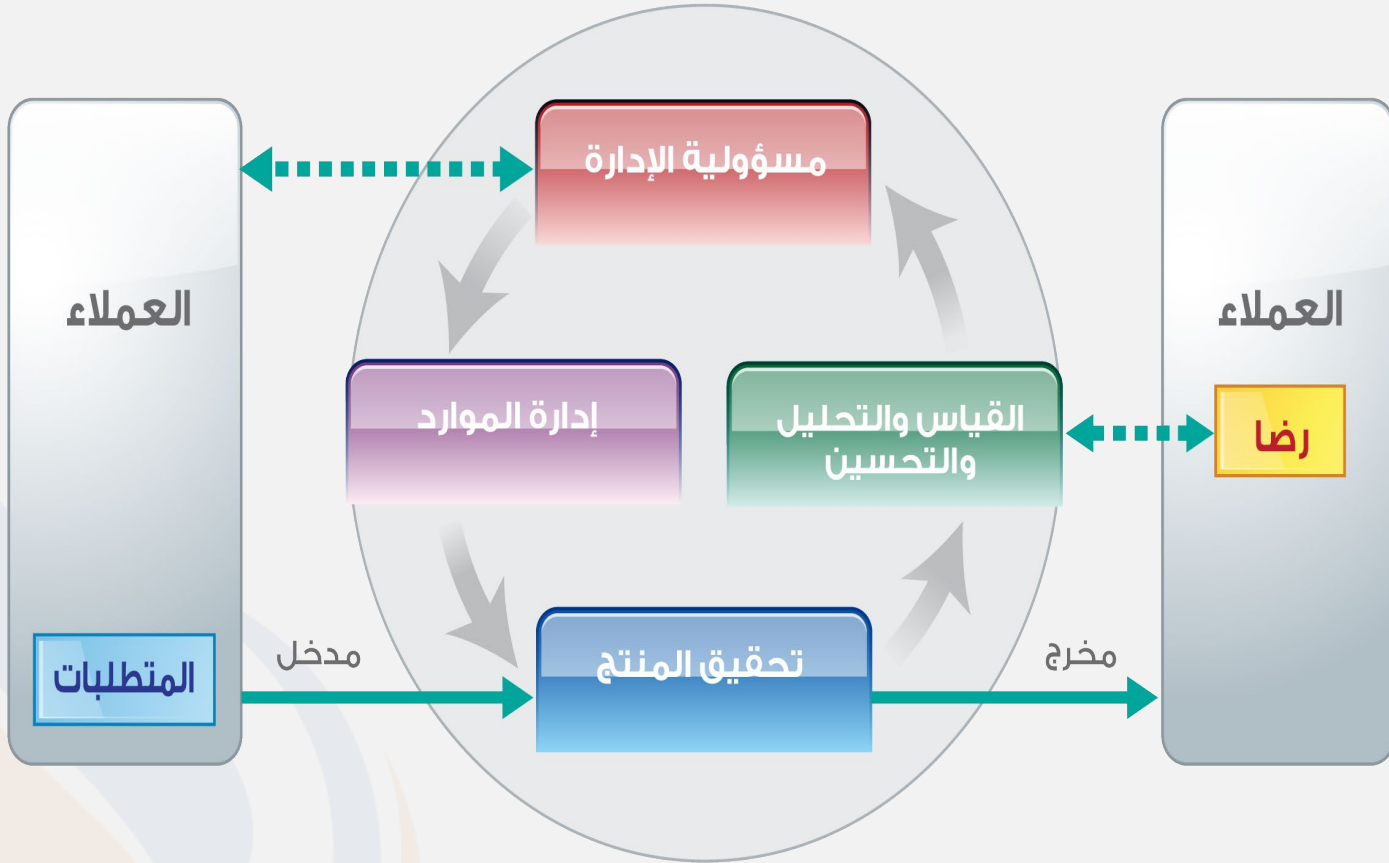 مسؤولية الإدارة
العملاء
العملاء
إدارة الموارد
القياس والتحليل
والتحسين
رضا
المتطلبات
مدخل
تحقيق المنتج
مخرج